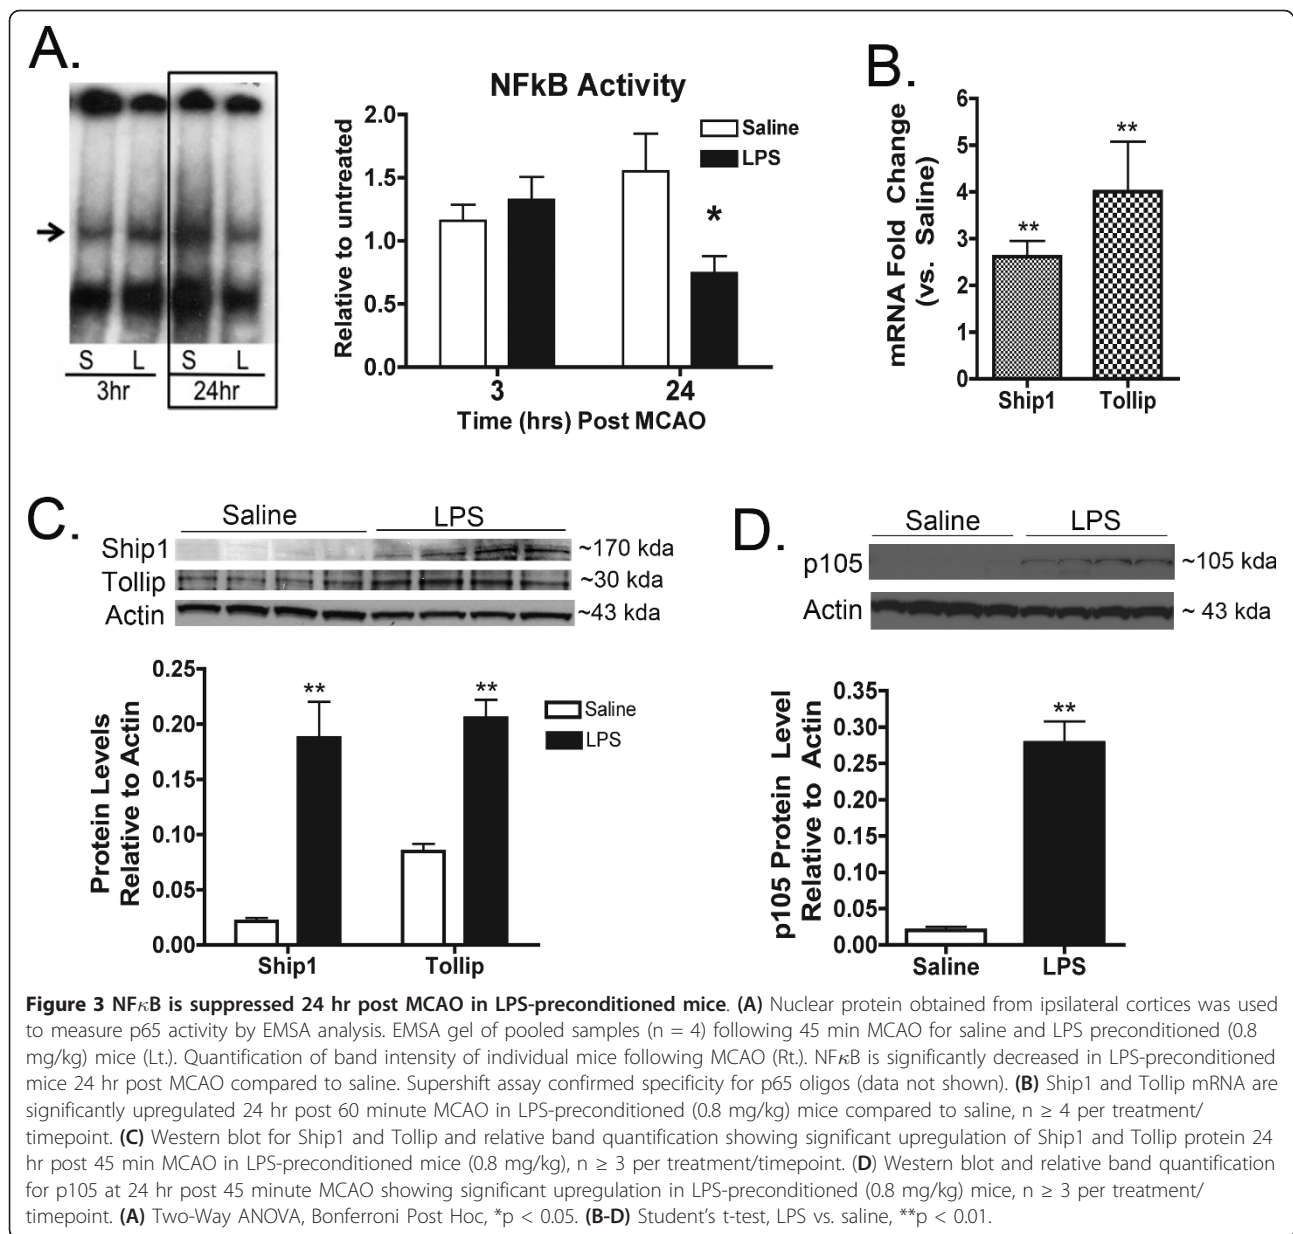 A.
S L S L
3hr 24hr
NFkB Activity
Relative to untreated
2.0
1.5
1.0
0.5
0.0
Saline
LPS
*
3 24
Time (hrs) Post MCAO
B.
mRNA Fold Change
(vs. Saline)
6
5
4
3
2
1
0
**
**
Ship1 Tollip
C.
Saline LPS
Ship1 ~170 kda
Tollip ~30 kda
Actin ~43 kda
Protein Levels
Relative to Actin
0.25
0.20
0.15
0.10
0.05
0.00
** **
Saline
LPS
Ship1 Tollip
D.
Saline LPS
p105 ~105 kda
Actin ~ 43 kda
p105 Protein Level
Relative to Actin
0.35
0.30
0.25
0.20
0.15
0.10
0.05
0.00
**
Saline LPS
Figure 3 NFκB is suppressed 24 hr post MCAO in LPS-preconditioned mice. (A) Nuclear protein obtained from ipsilateral cortices was used
to measure p65 activity by EMSA analysis. EMSA gel of pooled samples (n = 4) following 45 min MCAO for saline and LPS preconditioned (0.8
mg/kg) mice (Lt.). Quantification of band intensity of individual mice following MCAO (Rt.). NFκB is significantly decreased in LPS-preconditioned
mice 24 hr post MCAO compared to saline. Supershift assay confirmed specificity for p65 oligos (data not shown). (B) Ship1 and Tollip mRNA are
significantly upregulated 24 hr post 60 minute MCAO in LPS-preconditioned (0.8 mg/kg) mice compared to saline, n ≥ 4 per treatment/
timepoint. (C) Western blot for Ship1 and Tollip and relative band quantification showing significant upregulation of Ship1 and Tollip protein 24
hr post 45 min MCAO in LPS-preconditioned mice (0.8 mg/kg), n ≥ 3 per treatment/timepoint. (D) Western blot and relative band quantification
for p105 at 24 hr post 45 minute MCAO showing significant upregulation in LPS-preconditioned (0.8 mg/kg) mice, n ≥ 3 per treatment/
timepoint. (A) Two-Way ANOVA, Bonferroni Post Hoc, *p < 0.05. (B-D) Student's t-test, LPS vs. saline, **p < 0.01.